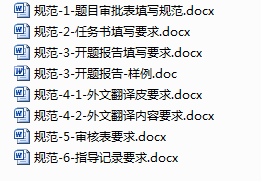 规范-1-题目审批表填写规范.docx
规范-2-任务书填写要求.docx
规范-3-开题报告填写要求.docx
规范-3-开题报告-样例.doc
规范-4-1-外文翻译皮要求.docx
规范-4-2-外文翻译内容要求.docx
规范-5-审核表要求.docx
规范-6-指导记录要求.docx